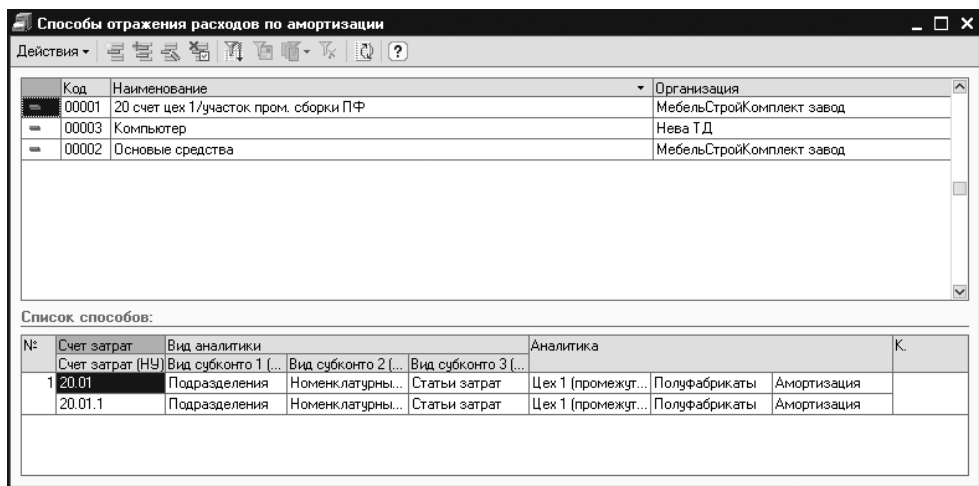 Способы отражения расходов по амортизации
Действия
Код Наименование Организация
00001 20 счет цех 1/участок пром. сборки ПФ МебельСтройКомплект завод
00003 Компьютер Нева ТД
00002 Основые средства МебельСтройКомплект завод
Список способов:
№ Счет затрат Вид аналитики Аналитика К.
Счет затрат (НУ) Вид субконто 1 (... Вид субконто 2 (... Вид субконто 3 (...
1 20.01 Подразделения Номенклатурны... Статьи затрат Цех 1 (промежут... Полуфабрикаты Амортизация
20.01.1 Подразделения Номенклатурны... Статьи затрат Цех 1 (промежут... Полуфабрикаты Амортизация